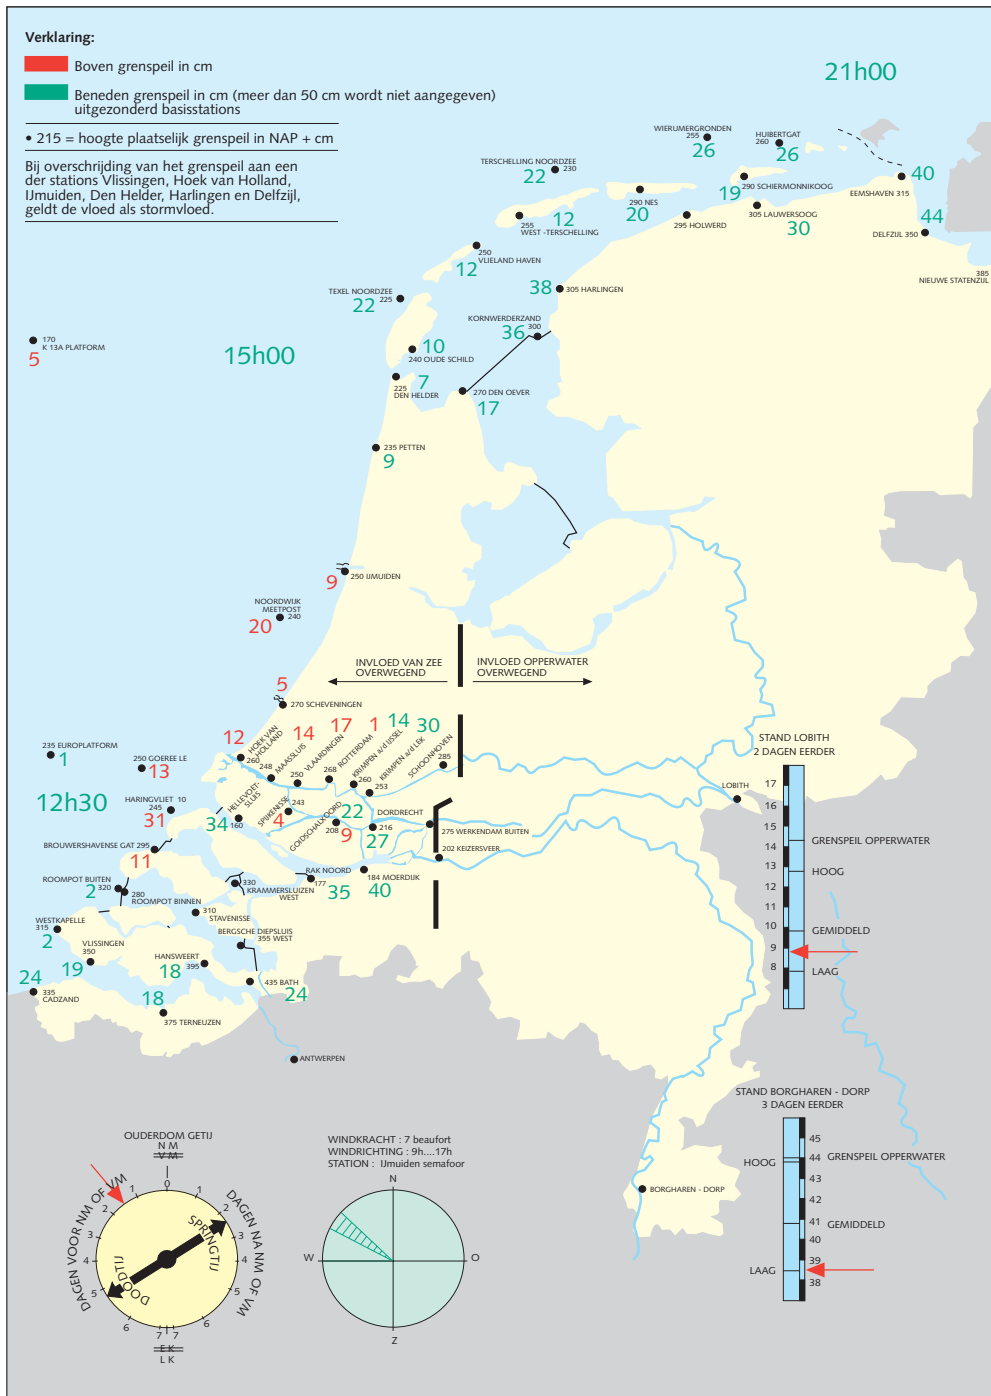 Verklaring:
Boven grenspeil in cm
Beneden grenspeil in cm (meer dan 50 cm wordt niet aangegeven)
uitgezonderd basisstations
• 215 = hoogte plaatselijk grenspeil in NAP + cm
Bij overschrijding van het grenspeil aan een
der stations Vlissingen, Hoek van Holland,
IJmuiden, Den Helder, Harlingen en Delfzijl,
geldt de vloed als stormvloed.
21h00
WIERUMERGRONDEN
255
26
HUIBERTGAT
260
26
TERSCHELLING NOORDZEE
230
22
40
EEMSHAVEN 315
19
290 SCHIERMONNIKOOG
290 NES
20
305 LAUWERSOOG
30
295 HOLWERD
44
DELFZIJL 350
12
255
WEST -TERSCHELLING
250
VLIELAND HAVEN
12
385
NIEUWE STATENZIJL
38
305 HARLINGEN
TEXEL NOORDZEE
225
22
KORNWERDERZAND
300
36
170
K 13A PLATFORM
5
15h00
10
240 OUDE SCHILD
7
225
DEN HELDER
270 DEN OEVER
17
235 PETTEN
9
9
250 IJMUIDEN
NOORDWIJK
MEETPOST
240
20
INVLOED VAN ZEE
OVERWEGEND
INVLOED OPPERWATER
OVERWEGEND
5
270 SCHEVENINGEN
12
HOEK VAN
HOLLAND
260
14
MAASSLUIS
248
17
VLAARDINGEN
250
1
ROTTERDAM
268
14
KRIMPEN a/d IJSSEL
260
30
KRIMPEN a/d LEK
253
SCHOONHOVEN
285
235 EUROPLATFORM
1
250 GOEREE LE
13
12h30
HARINGVLIET 10
245
31
HELLEVOET-
SLUIS
34
160
SPIJKENISSE
243
4
GOIDSCHALXOORD
208
22
9
DORDRECHT
216
27
275 WERKENDAM BUITEN
202 KEIZERSVEER
BROUWERSHAVENSE GAT 295
11
RAK NOORD
177
35
184 MOERDIJK
40
ROOMPOT BUITEN
2
320
280
ROOMPOT BINNEN
330
KRAMMERSLUIZEN
WEST
310
STAVENISSE
WESTKAPELLE
315
2
BERGSCHE DIEPSLUIS
355 WEST
VLISSINGEN
350
19
HANSWEERT
18
395
435 BATH
24
24
335
CADZAND
18
375 TERNEUZEN
ANTWERPEN
STAND LOBITH
2 DAGEN EERDER
LOBITH
17
16
15
GRENSPEIL OPPERWATER
14
13
HOOG
12
11
10
GEMIDDELD
9
8
LAAG
STAND BORGHAREN - DORP
3 DAGEN EERDER
45
44
GRENSPEIL OPPERWATER
HOOG
43
42
41
GEMIDDELD
40
39
LAAG
38
BORGHAREN - DORP
OUDERDOM GETIJ
N M
V M
0
1
1
2
2
3
3
4
4
5
5
6
6
7
7
E K
L K
DAGEN VOOR NM OF VM
DAGEN NA NM OF VM
SPRINGTIJ
DOODTIJ
WINDKRACHT : 7 beaufort
WINDRICHTING : 9h....17h
STATION : IJmuiden semafoor
N
W
O
Z